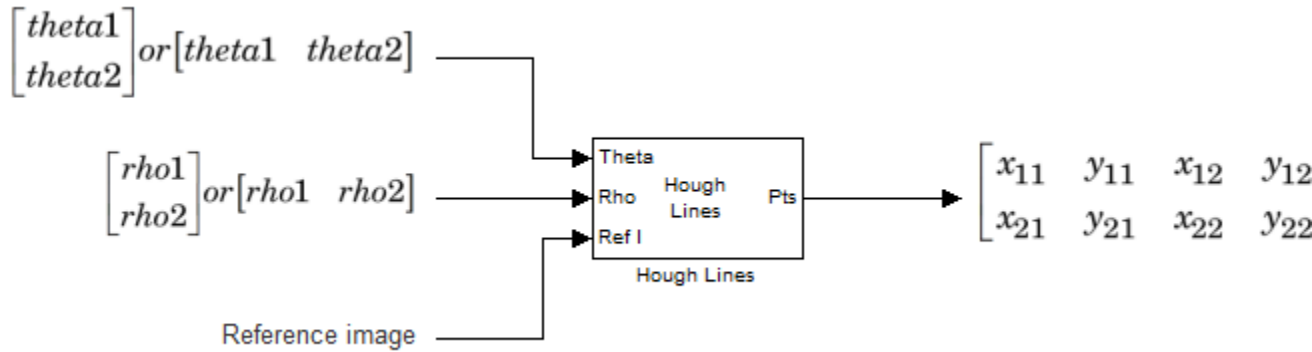 [theta1
theta2] or [theta1 theta2]
[rho1
rho2] or [rho1 rho2]
Reference image
Theta
Rho
Ref I
Hough
Lines
Pts
Hough Lines
[x11 y11 x12 y12
x21 y21 x22 y22